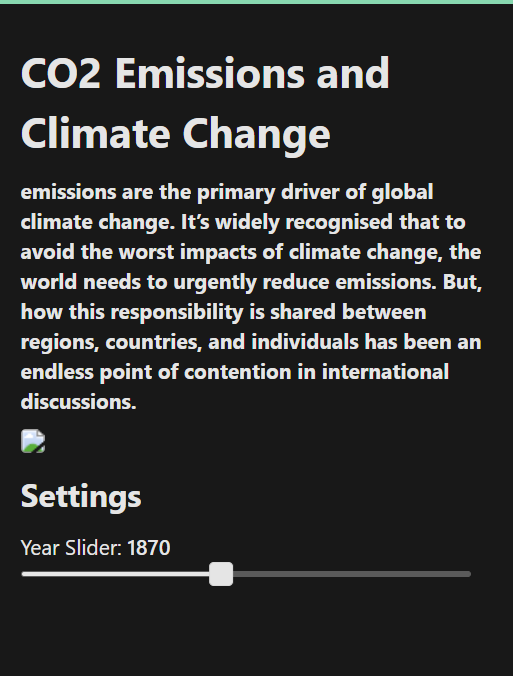 CO2 Emissions and
Climate Change
emissions are the primary driver of global
climate change. It’s widely recognised that to
avoid the worst impacts of climate change, the
world needs to urgently reduce emissions. But,
how this responsibility is shared between
regions, countries, and individuals has been an
endless point of contention in international
discussions.
Settings
Year Slider: 1870